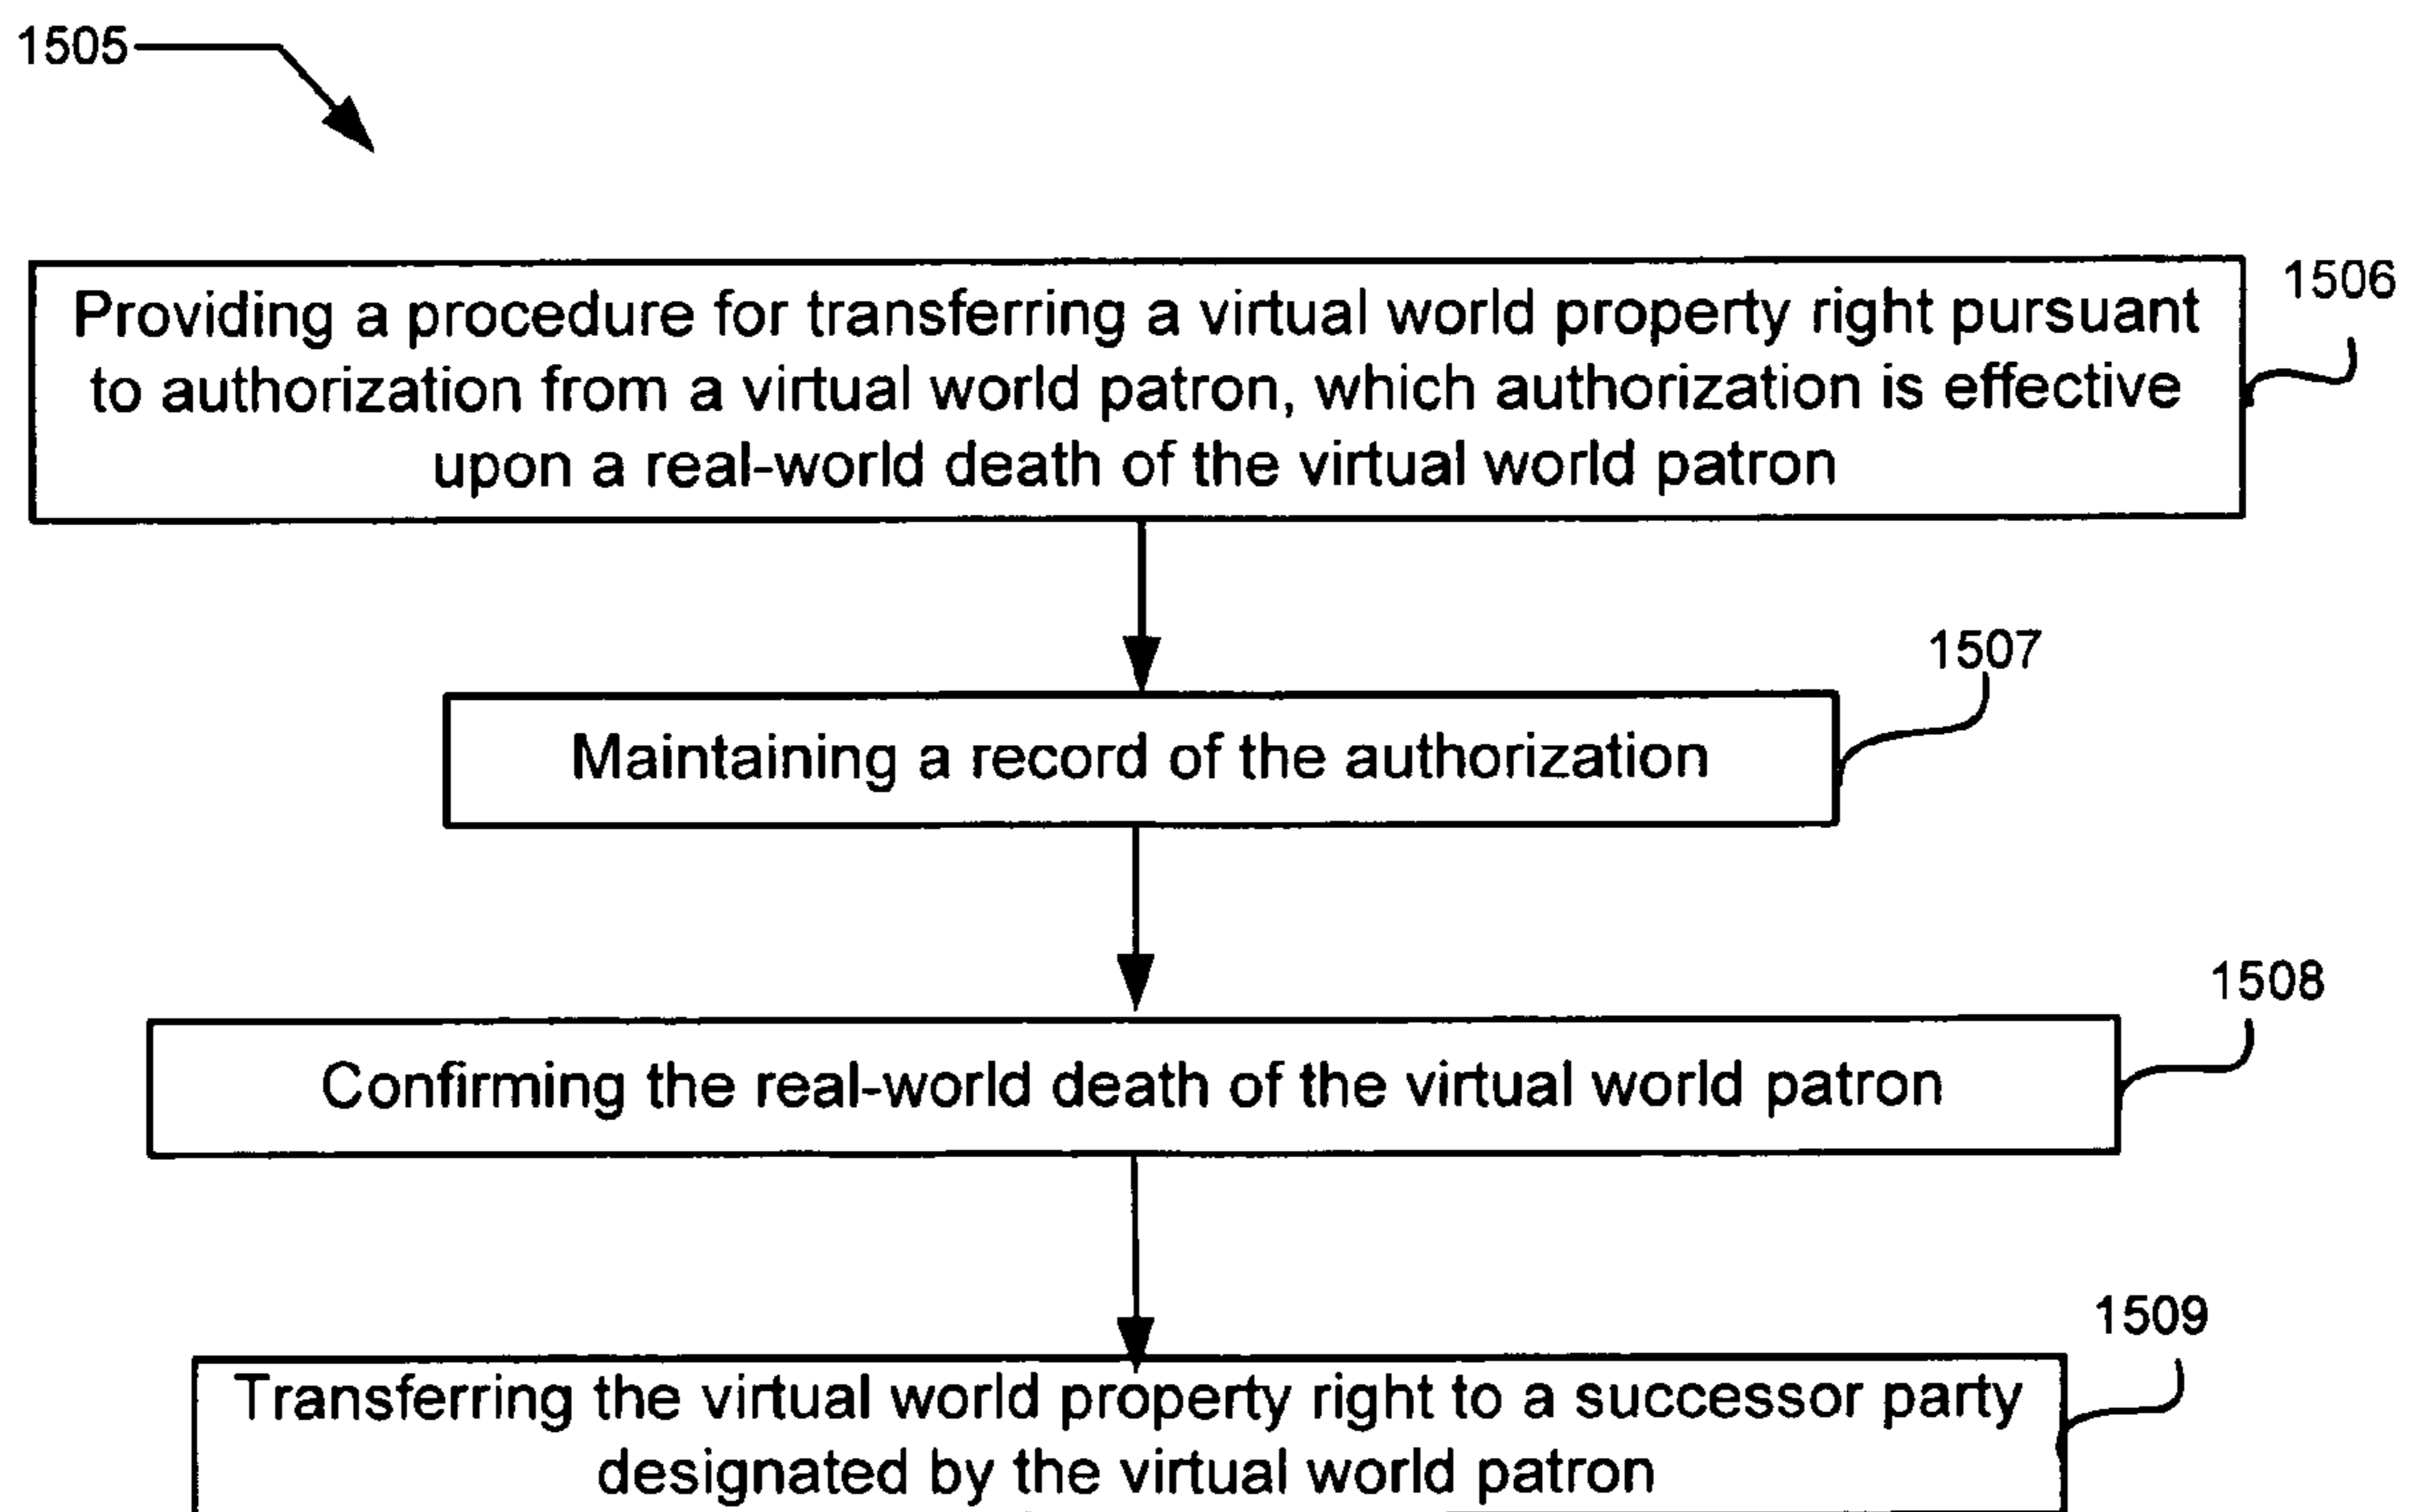 1505
Providing a procedure for transferring a virtual world property right pursuant
to authorization from a virtual world patron, which authorization is effective
upon a real-world death of the virtual world patron
1506
1507
Maintaining a record of the authorization
1508
Confirming the real-world death of the virtual world patron
1509
Transferring the virtual world property right to a successor party
designated by the virtual world patron